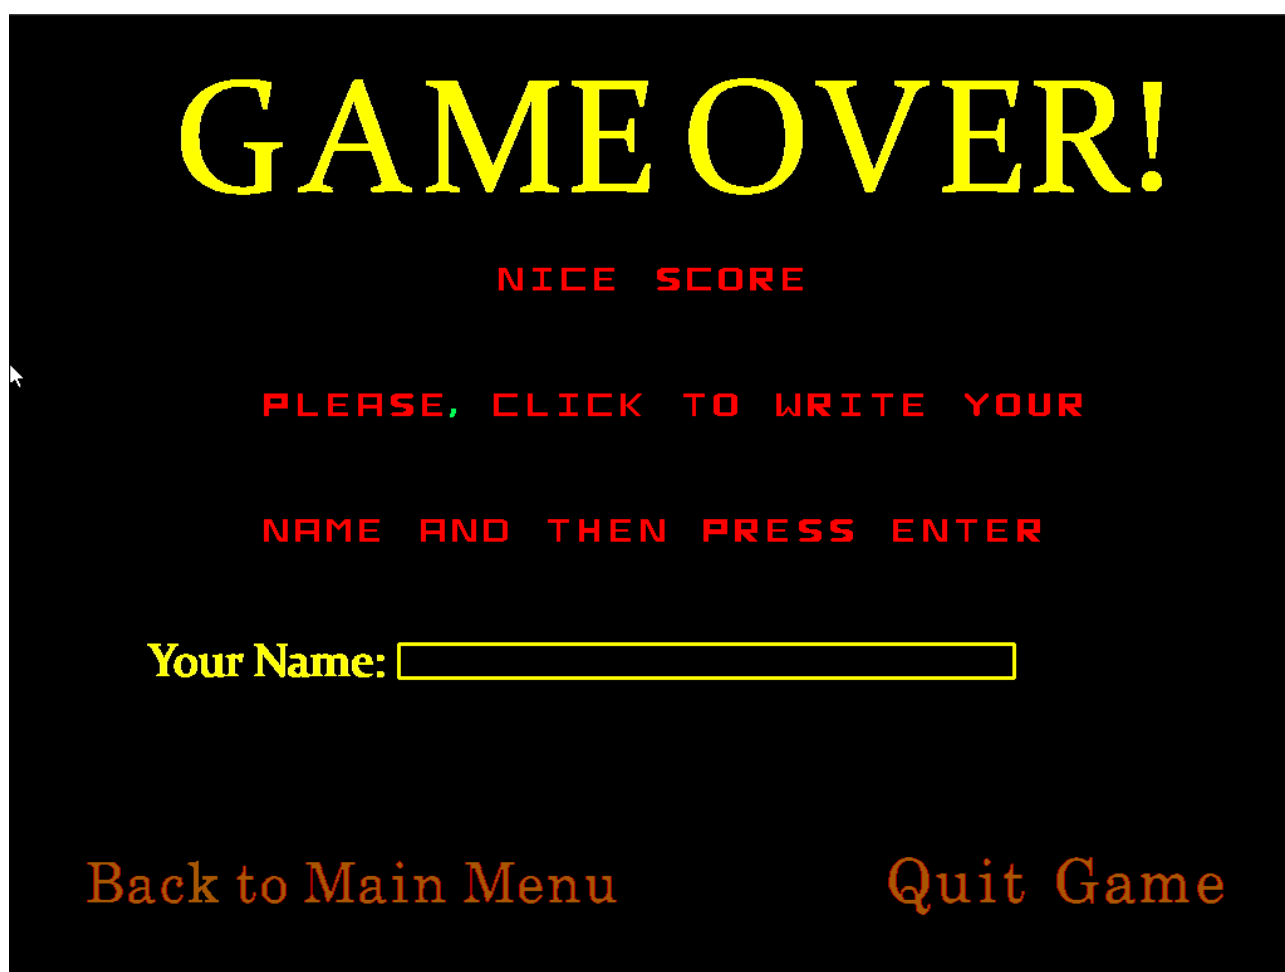 GAME OVER!
NICE SCORE
PLEASE, CLICK TO WRITE YOUR
NAME AND THEN PRESS ENTER
Your Name:
Back to Main Menu Quit Game